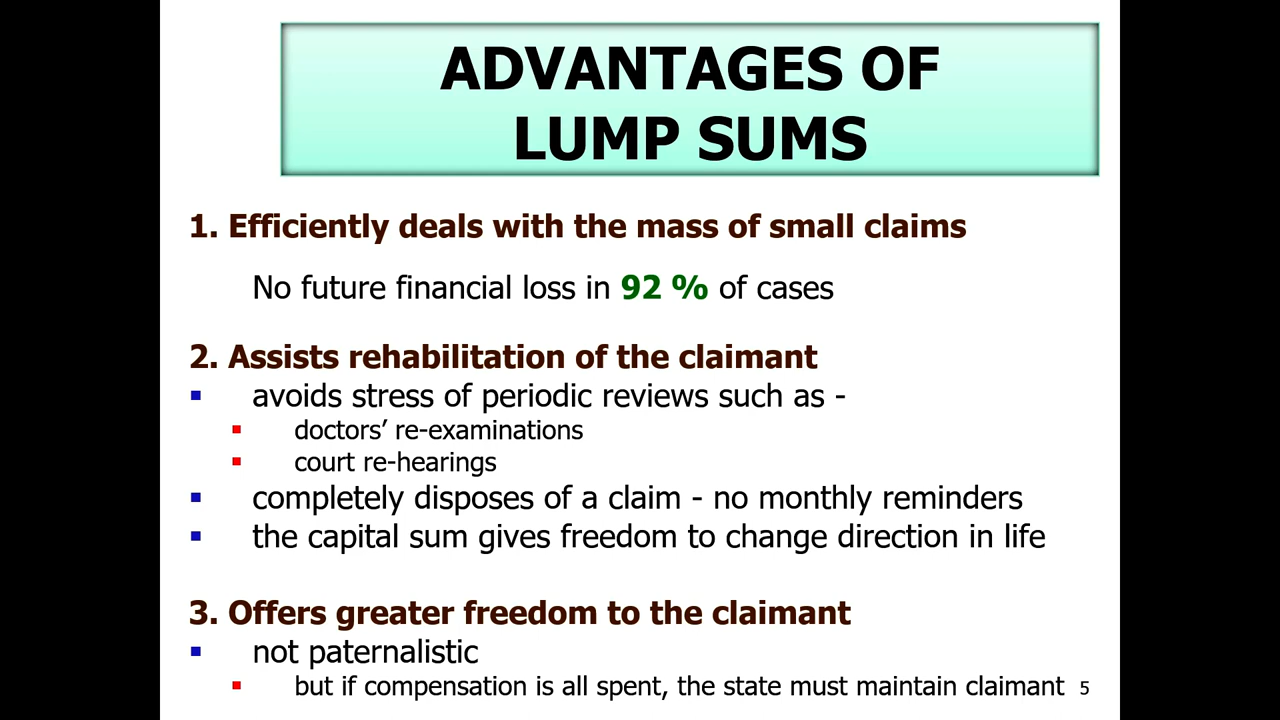 ADVANTAGES OF
LUMP SUMS
1. Efficiently deals with the mass of small claims
No future financial loss in 92 % of cases
2. Assists rehabilitation of the claimant
▪ avoids stress of periodic reviews such as -
▪ doctors’ re-examinations
▪ court re-hearings
▪ completely disposes of a claim - no monthly reminders
▪ the capital sum gives freedom to change direction in life
3. Offers greater freedom to the claimant
▪ not paternalistic
▪ but if compensation is all spent, the state must maintain claimant 5